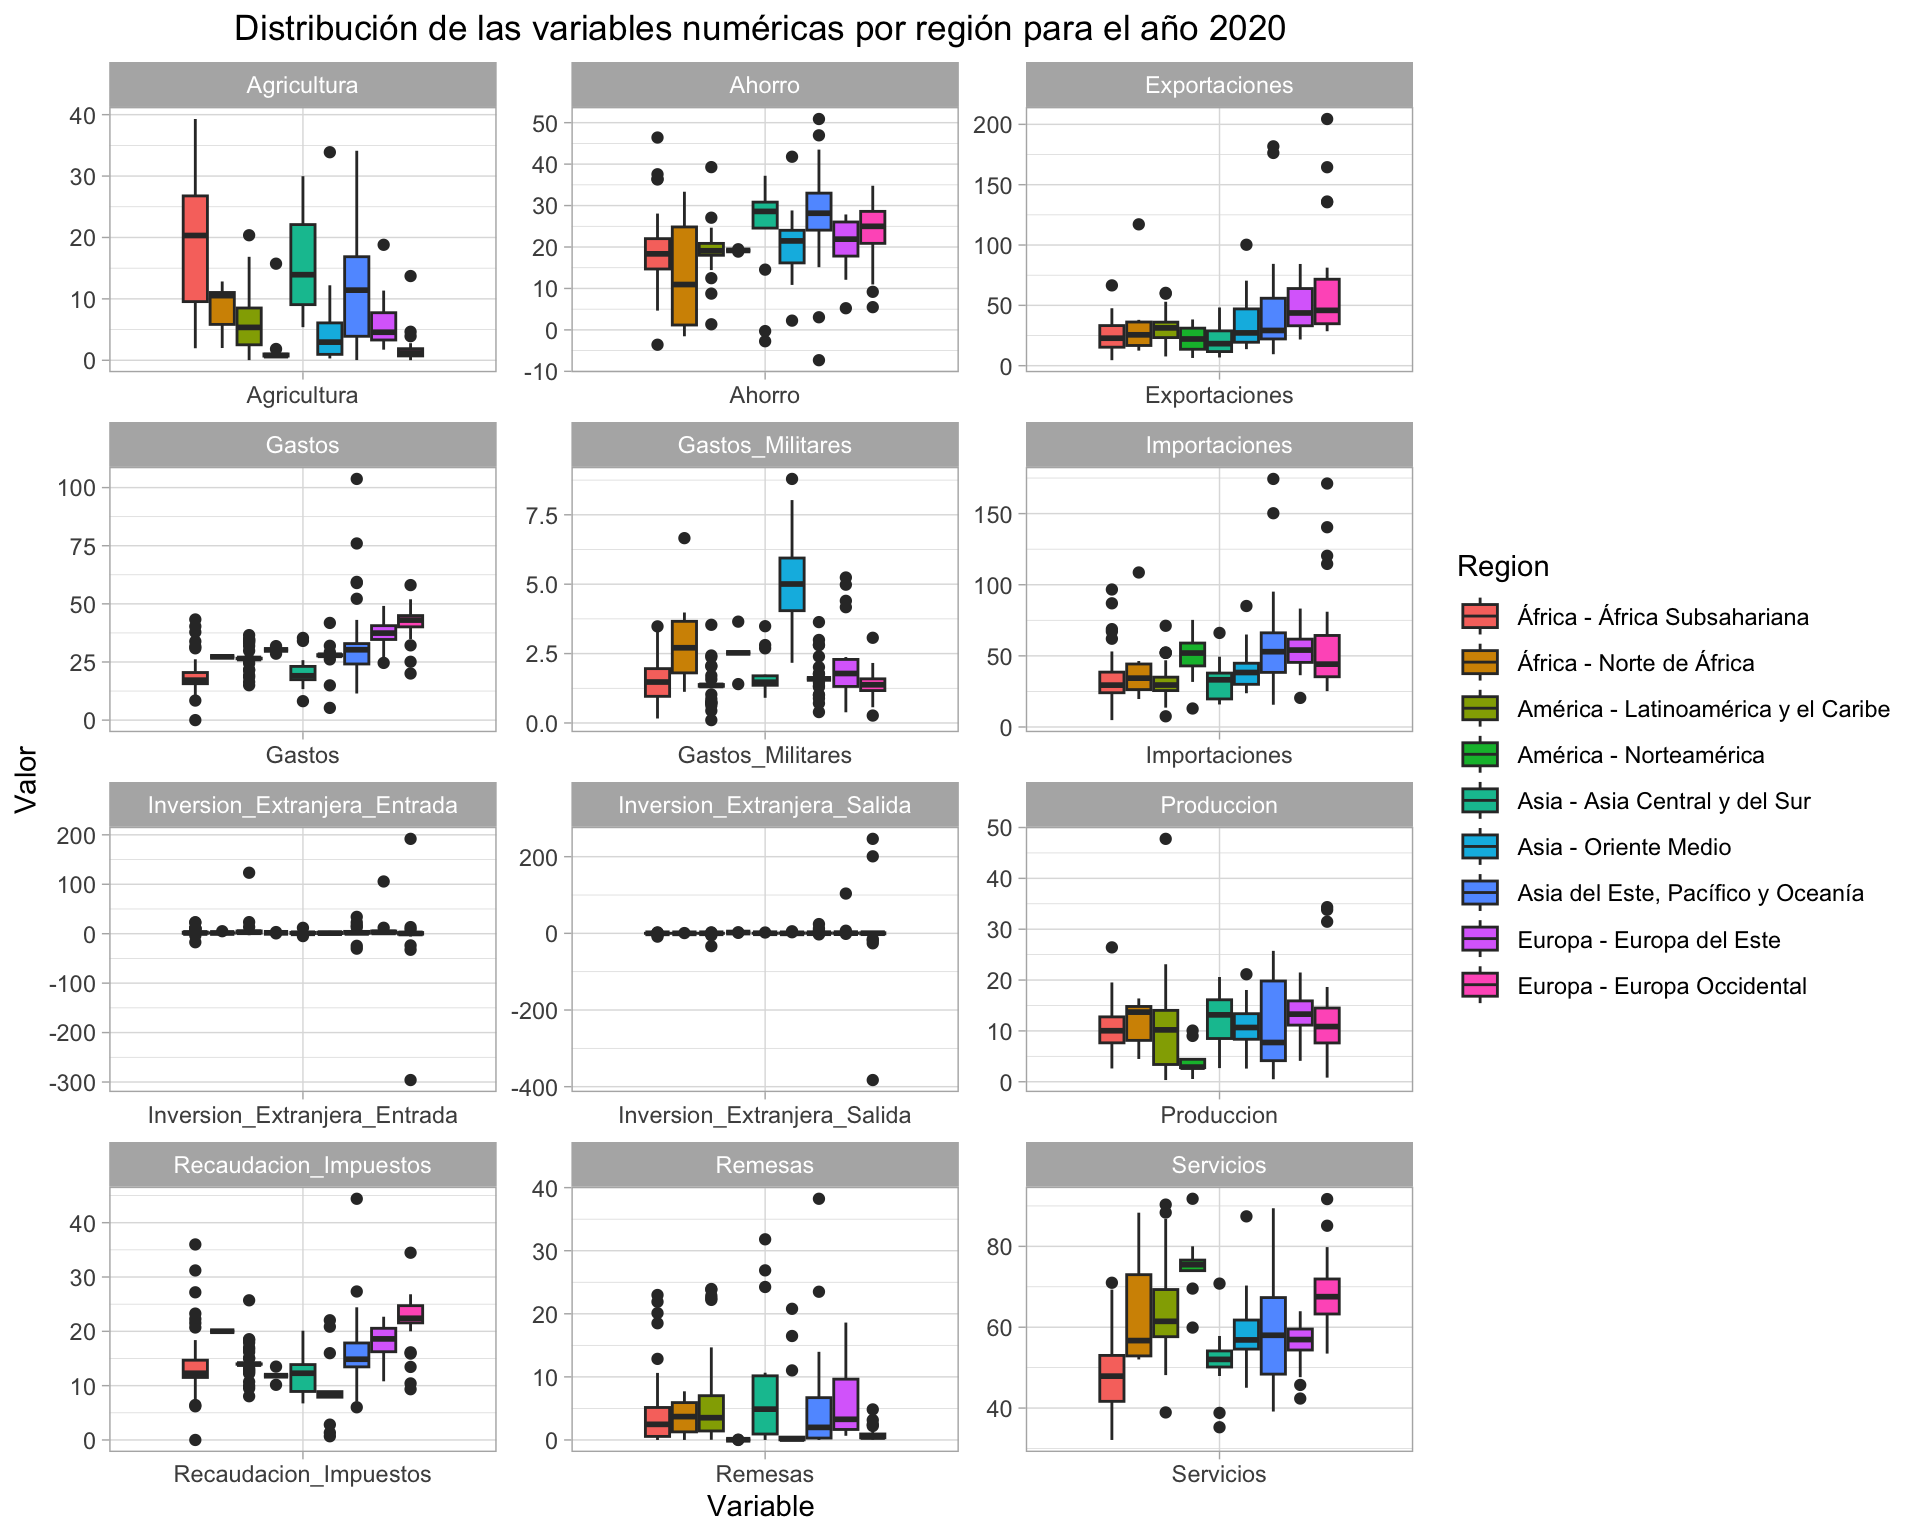 Distribución de las variables numéricas por región para el año 2020
Agricultura
Ahorro
Exportaciones
40
30
20
10
0
50
40
30
20
10
0
-10
200
150
100
50
0
Agricultura
Ahorro
Exportaciones
Gastos
Gastos_Militares
Importaciones
100
75
50
25
0
7.5
5.0
2.5
0.0
150
100
50
0
Gastos
Gastos_Militares
Importaciones
Inversion_Extranjera_Entrada
Inversion_Extranjera_Salida
Produccion
200
100
0
-100
-200
-300
200
0
-200
-400
50
40
30
20
10
0
Inversion_Extranjera_Entrada
Inversion_Extranjera_Salida
Produccion
Recaudacion_Impuestos
Remesas
Servicios
40
30
20
10
0
40
30
20
10
0
80
60
40
Recaudacion_Impuestos
Remesas
Servicios
Valor
Variable
Region
África - África Subsahariana
África - Norte de África
América - Latinoamérica y el Caribe
América - Norteamérica
Asia - Asia Central y del Sur
Asia - Oriente Medio
Asia del Este, Pacífico y Oceanía
Europa - Europa del Este
Europa - Europa Occidental